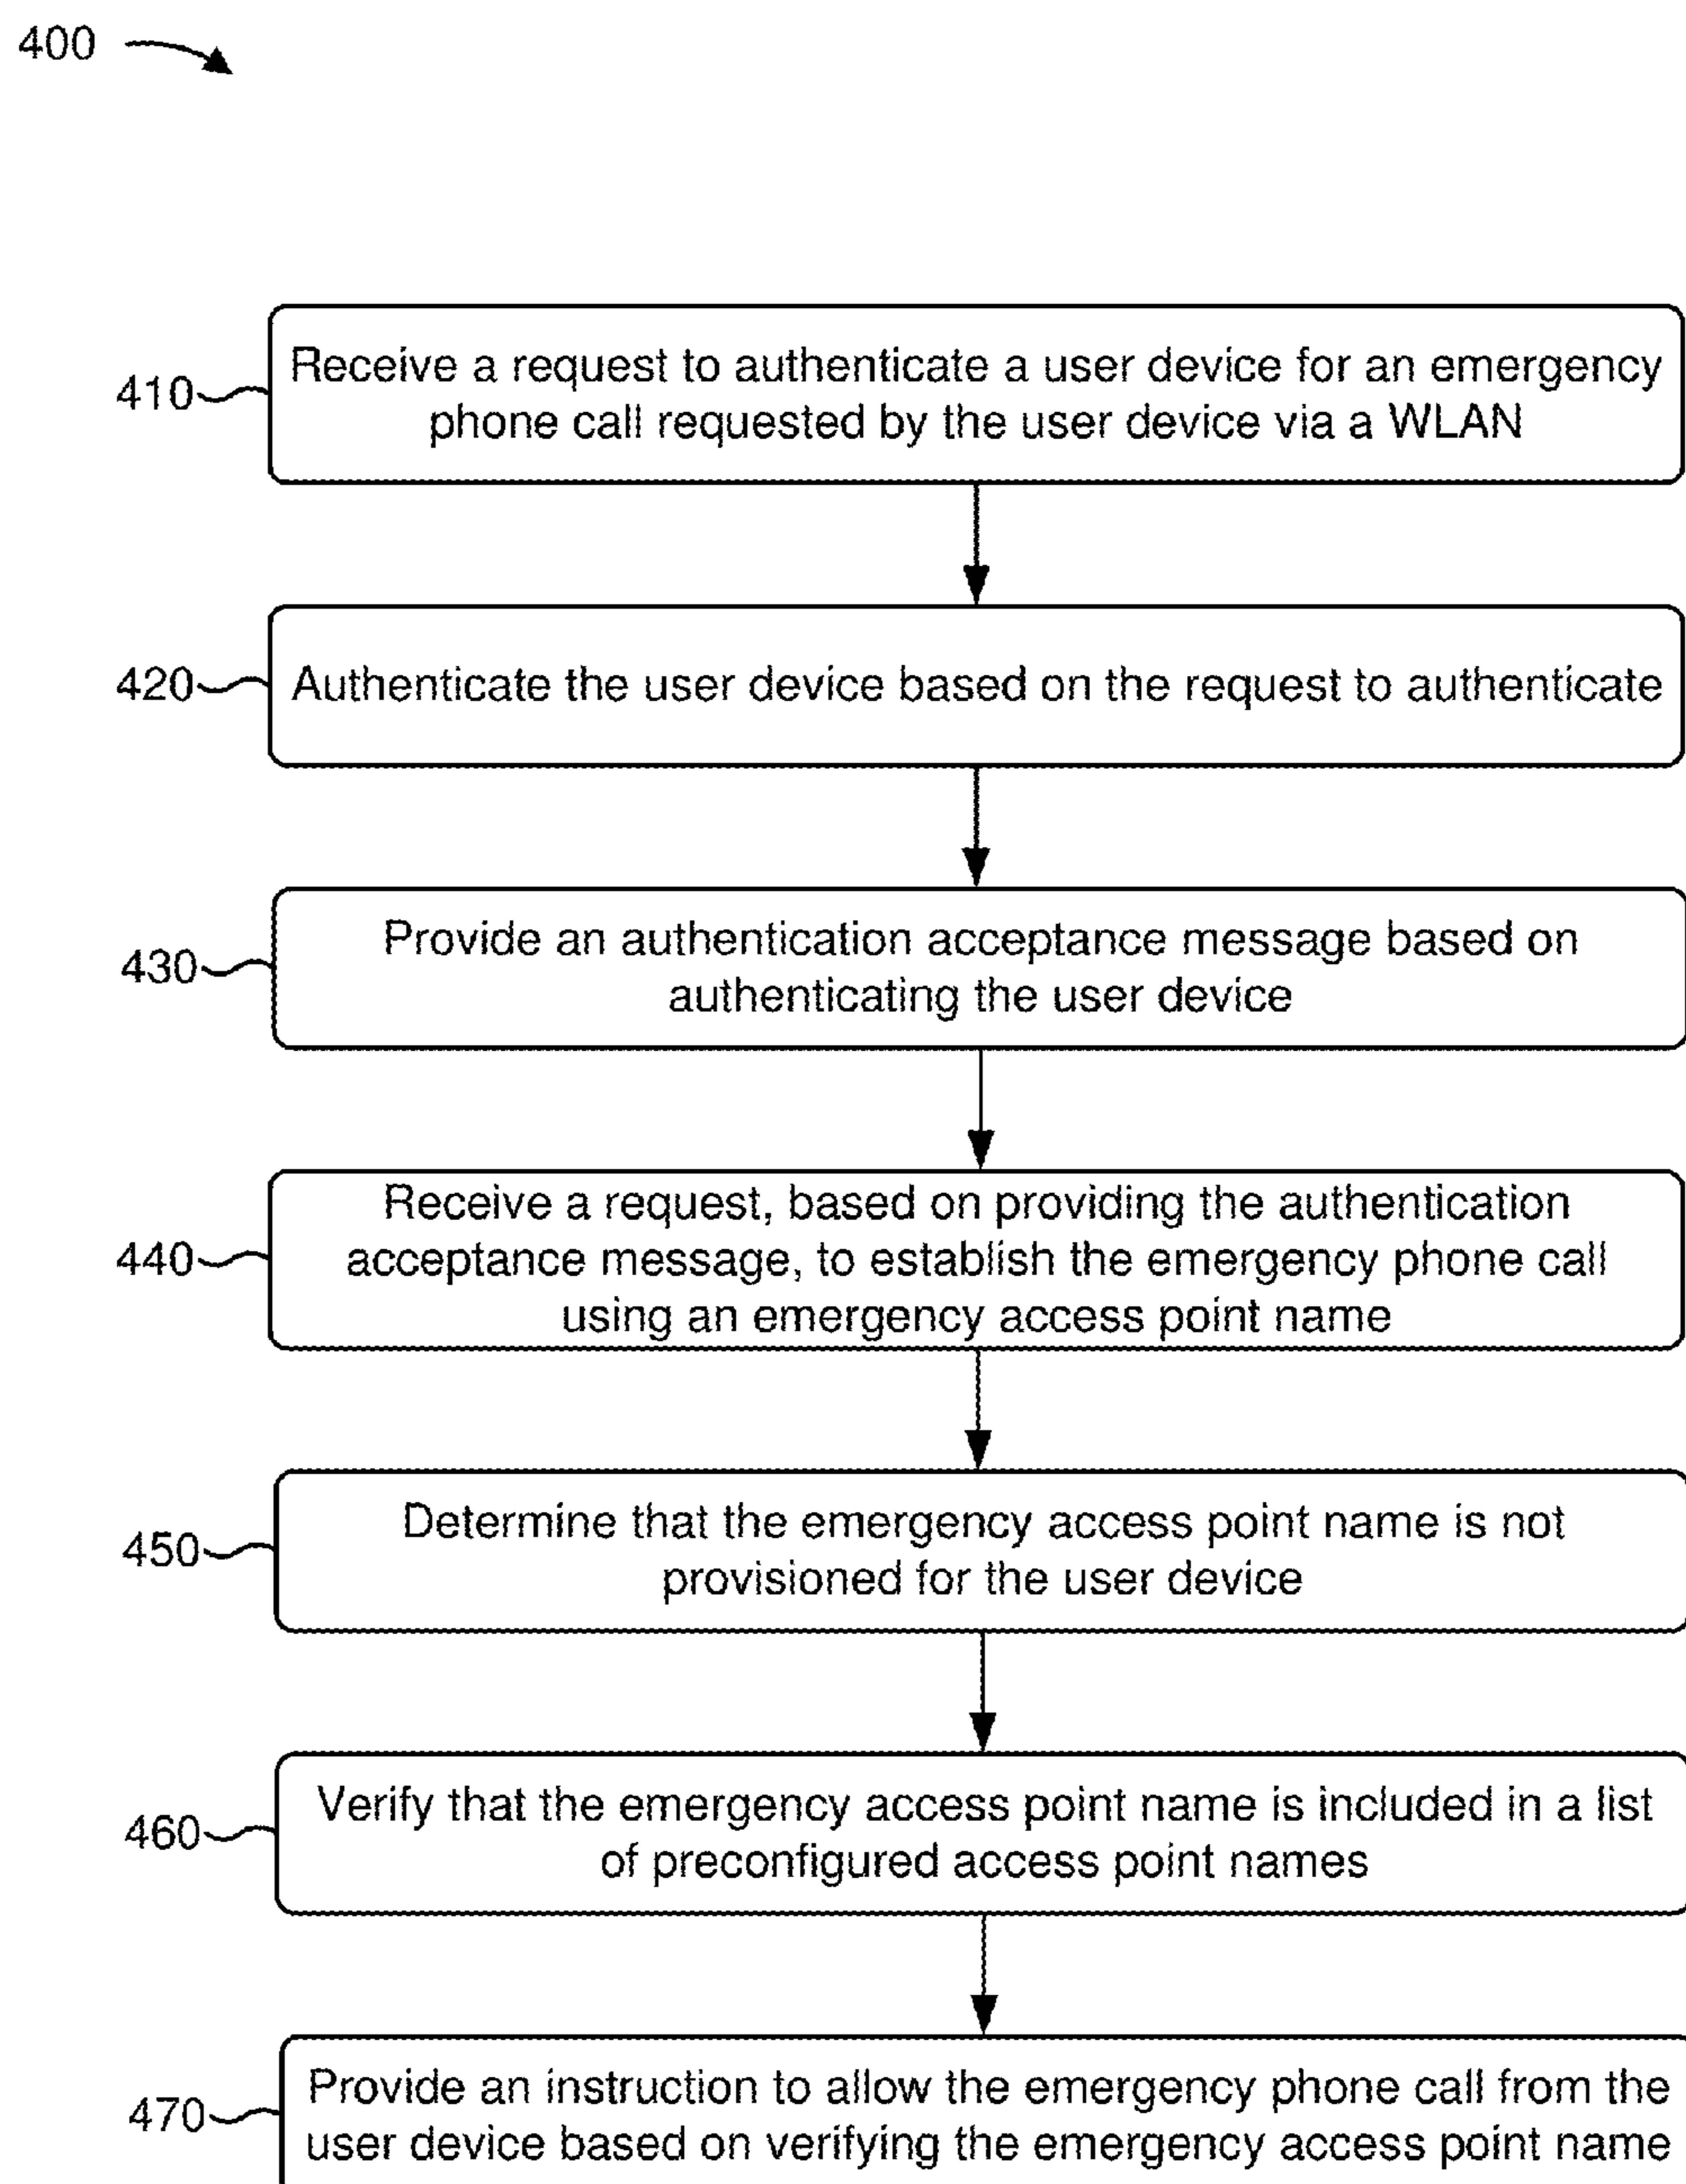 400
410
Receive a request to authenticate a user device for an emergency
phone call requested by the user device via a WLAN
420
Authenticate the user device based on the request to authenticate
430
Provide an authentication acceptance message based on
authenticating the user device
440
Receive a request, based on providing the authentication
acceptance message, to establish the emergency phone call
using an emergency access point name
450
Determine that the emergency access point name is not
provisioned for the user device
460
Verify that the emergency access point name is included in a list
of preconfigured access point names
470
Provide an instruction to allow the emergency phone call from the
user device based on verifying the emergency access point name